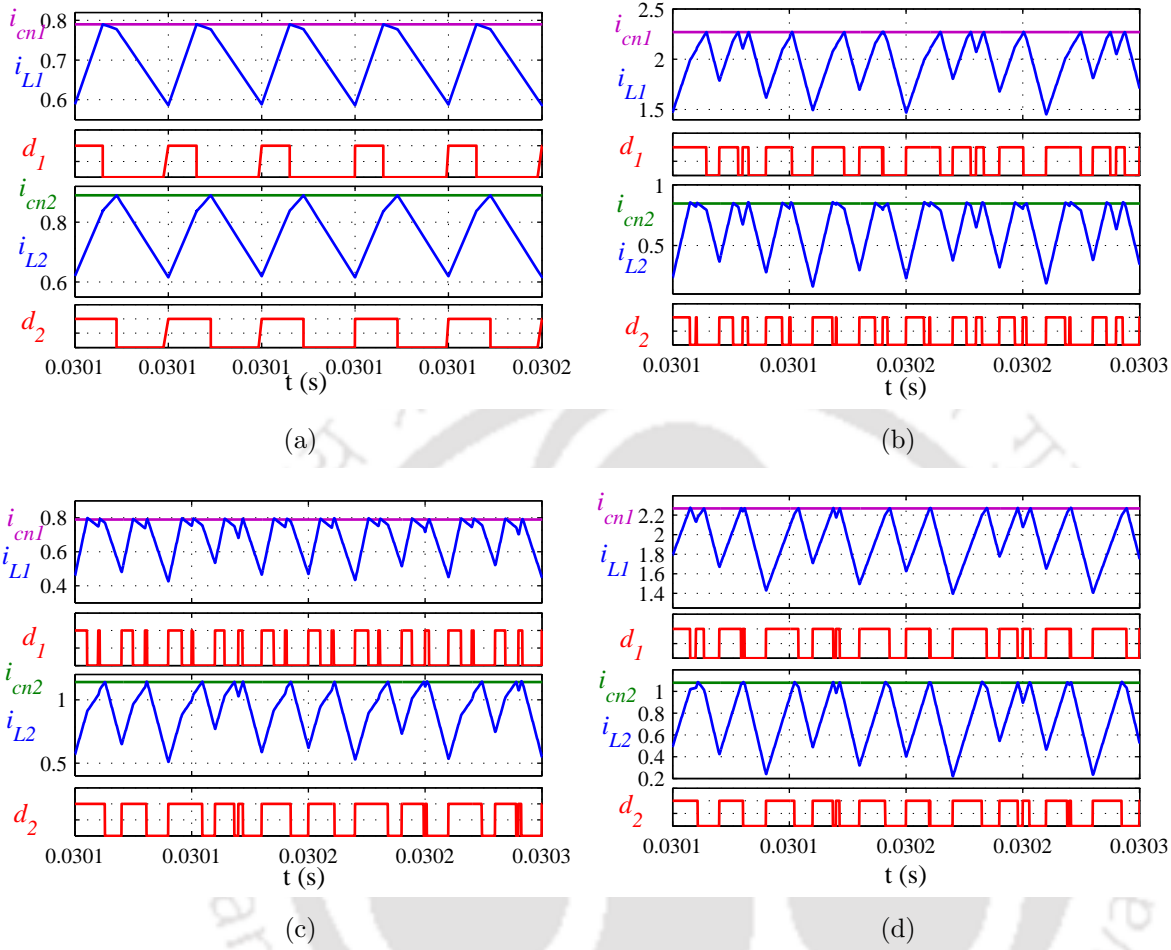 i_cn1
i_L1
0.8
0.7
0.6
d_1
i_cn2
i_L2
0.8
0.6
d_2
0.0301 0.0301 0.0301 0.0301 0.0301 0.0302
t (s)
(a)
i_cn1
i_L1
2.5
2
1.5
d_1
i_cn2
i_L2
1
0.5
d_2
0.0301 0.0301 0.0302 0.0302 0.0303
t (s)
(b)
i_cn1
i_L1
0.8
0.6
0.4
d_1
i_cn2
i_L2
1
0.5
d_2
0.0301 0.0301 0.0302 0.0302 0.0303
t (s)
(c)
i_cn1
i_L1
2.2
2
1.8
1.6
1.4
d_1
i_cn2
i_L2
1
0.8
0.6
0.4
0.2
d_2
0.0301 0.0301 0.0302 0.0302 0.0303
t (s)
(d)